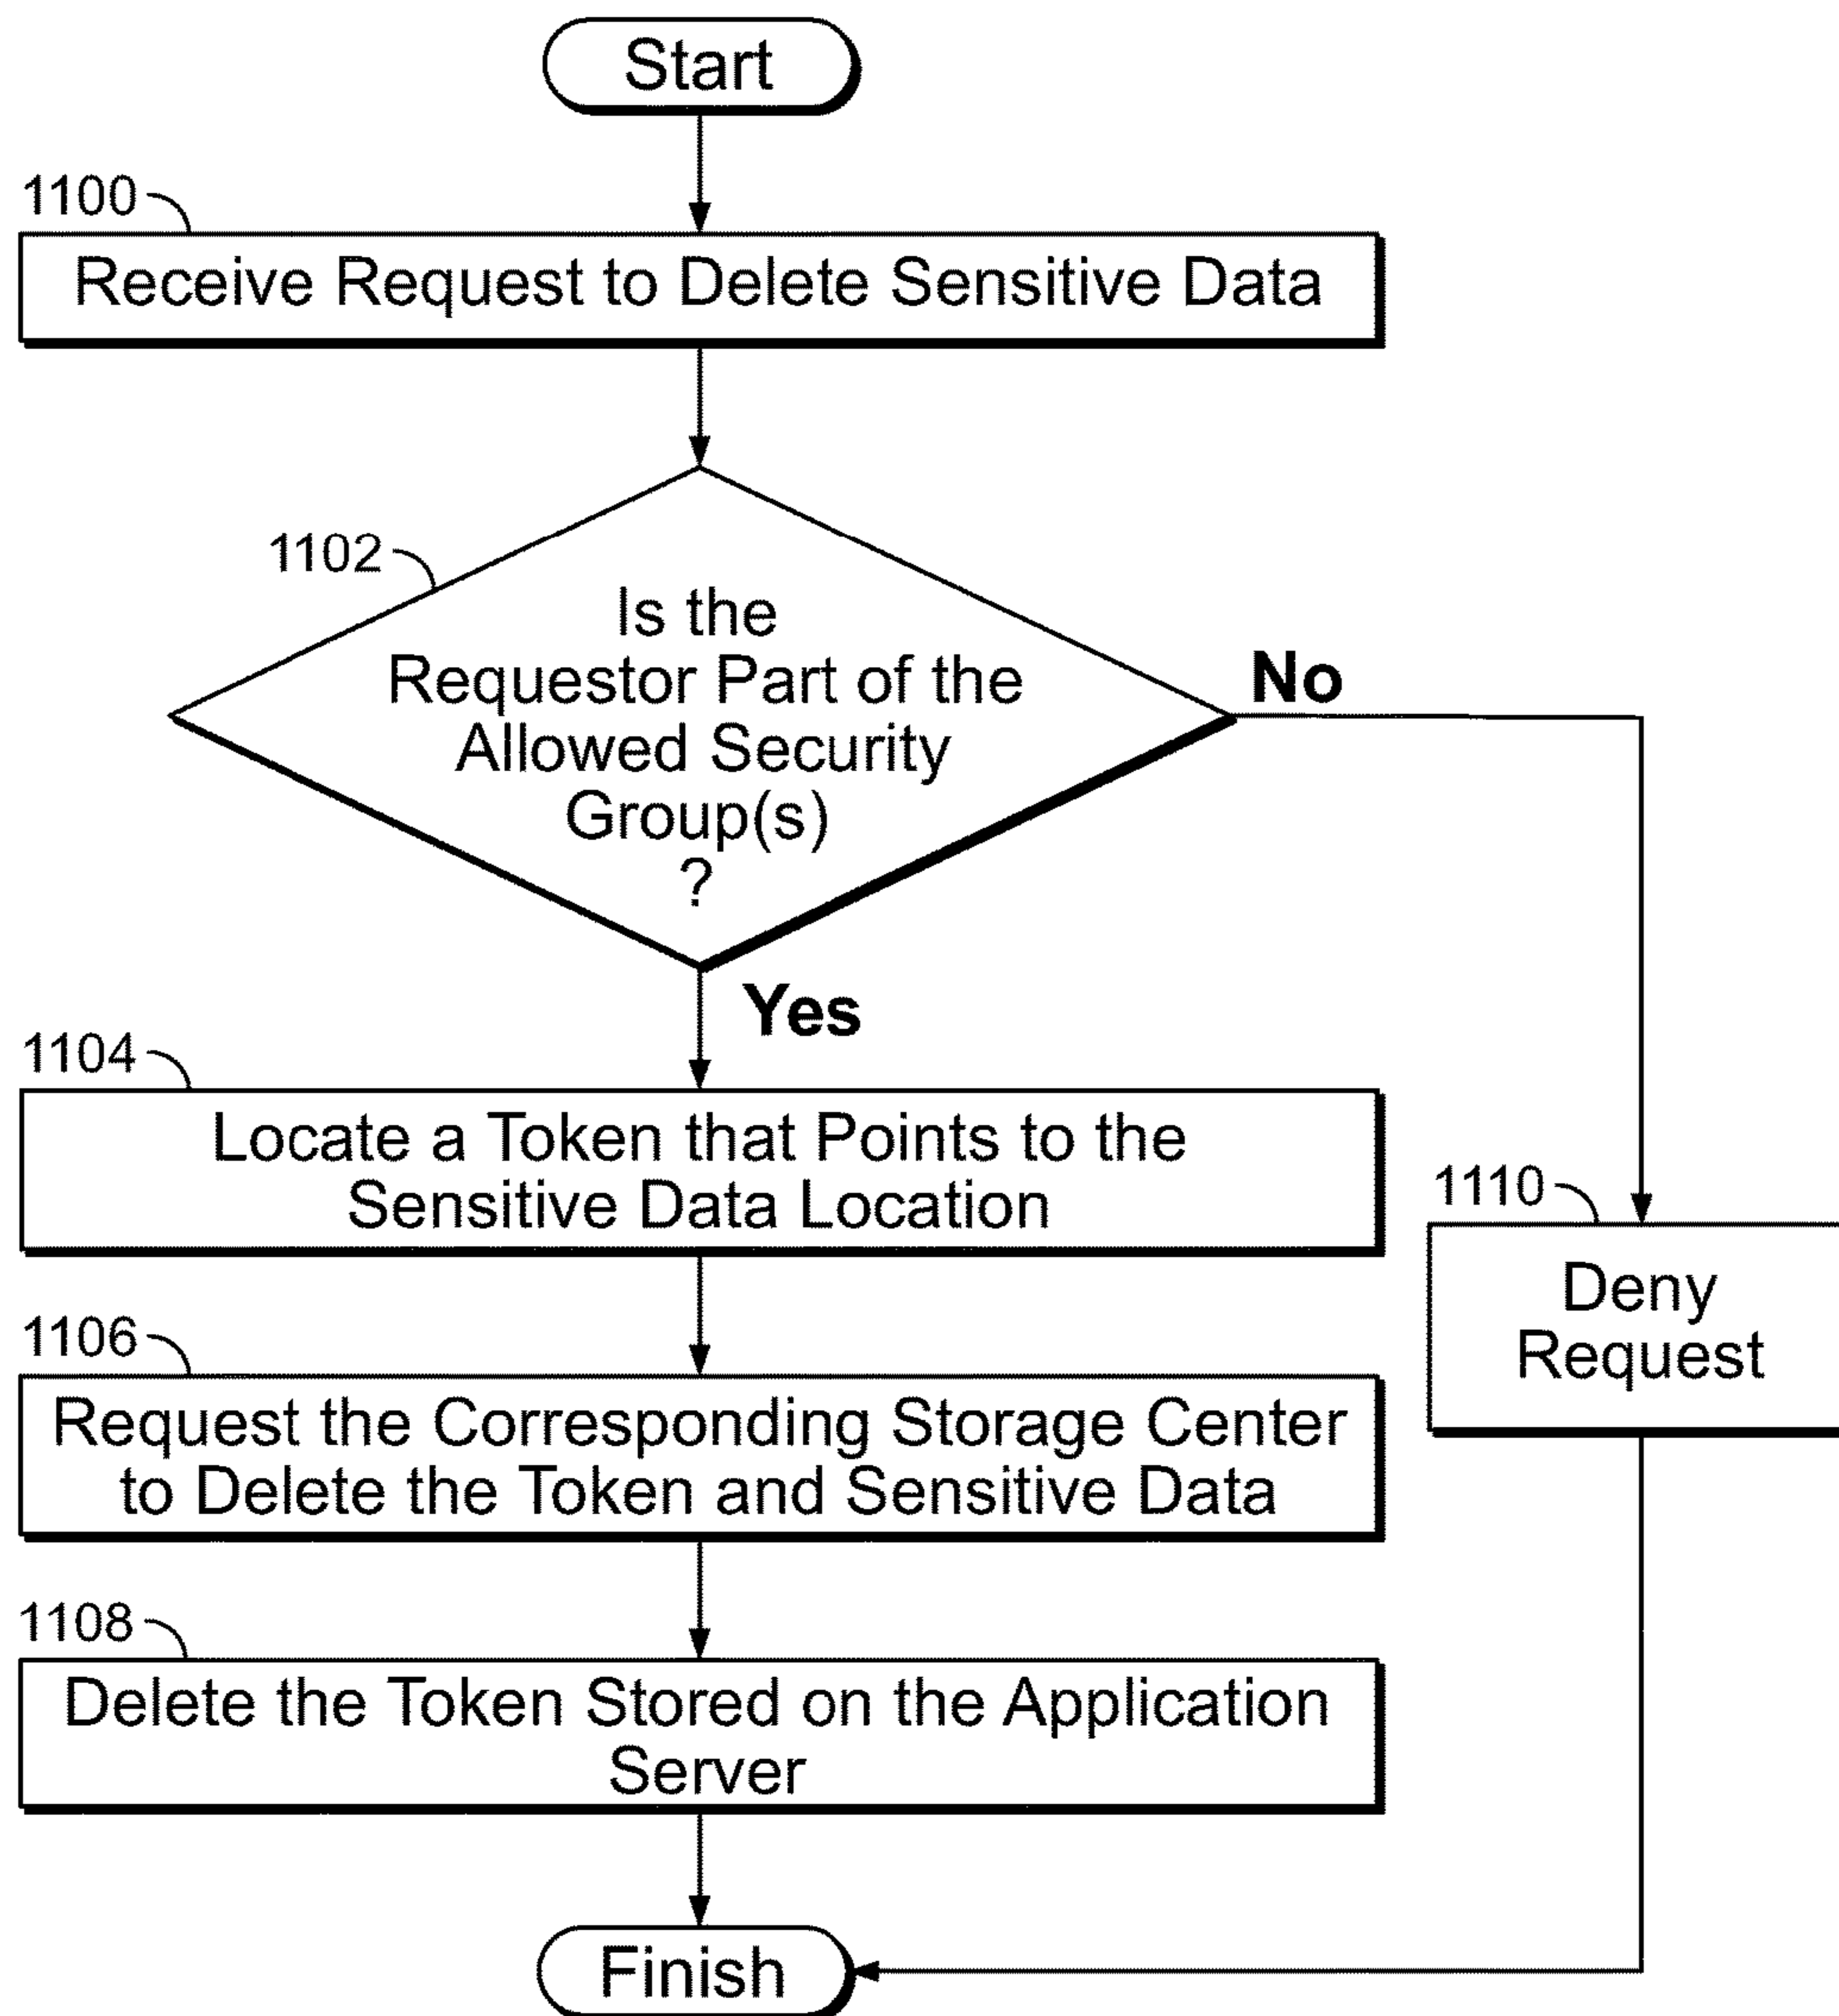 Start
1100
Receive Request to Delete Sensitive Data
1102
Is the
Requestor Part of the
Allowed Security
Group(s)
?
No
Yes
1104
Locate a Token that Points to the
Sensitive Data Location
1110
Deny
Request
1106
Request the Corresponding Storage Center
to Delete the Token and Sensitive Data
1108
Delete the Token Stored on the Application
Server
Finish